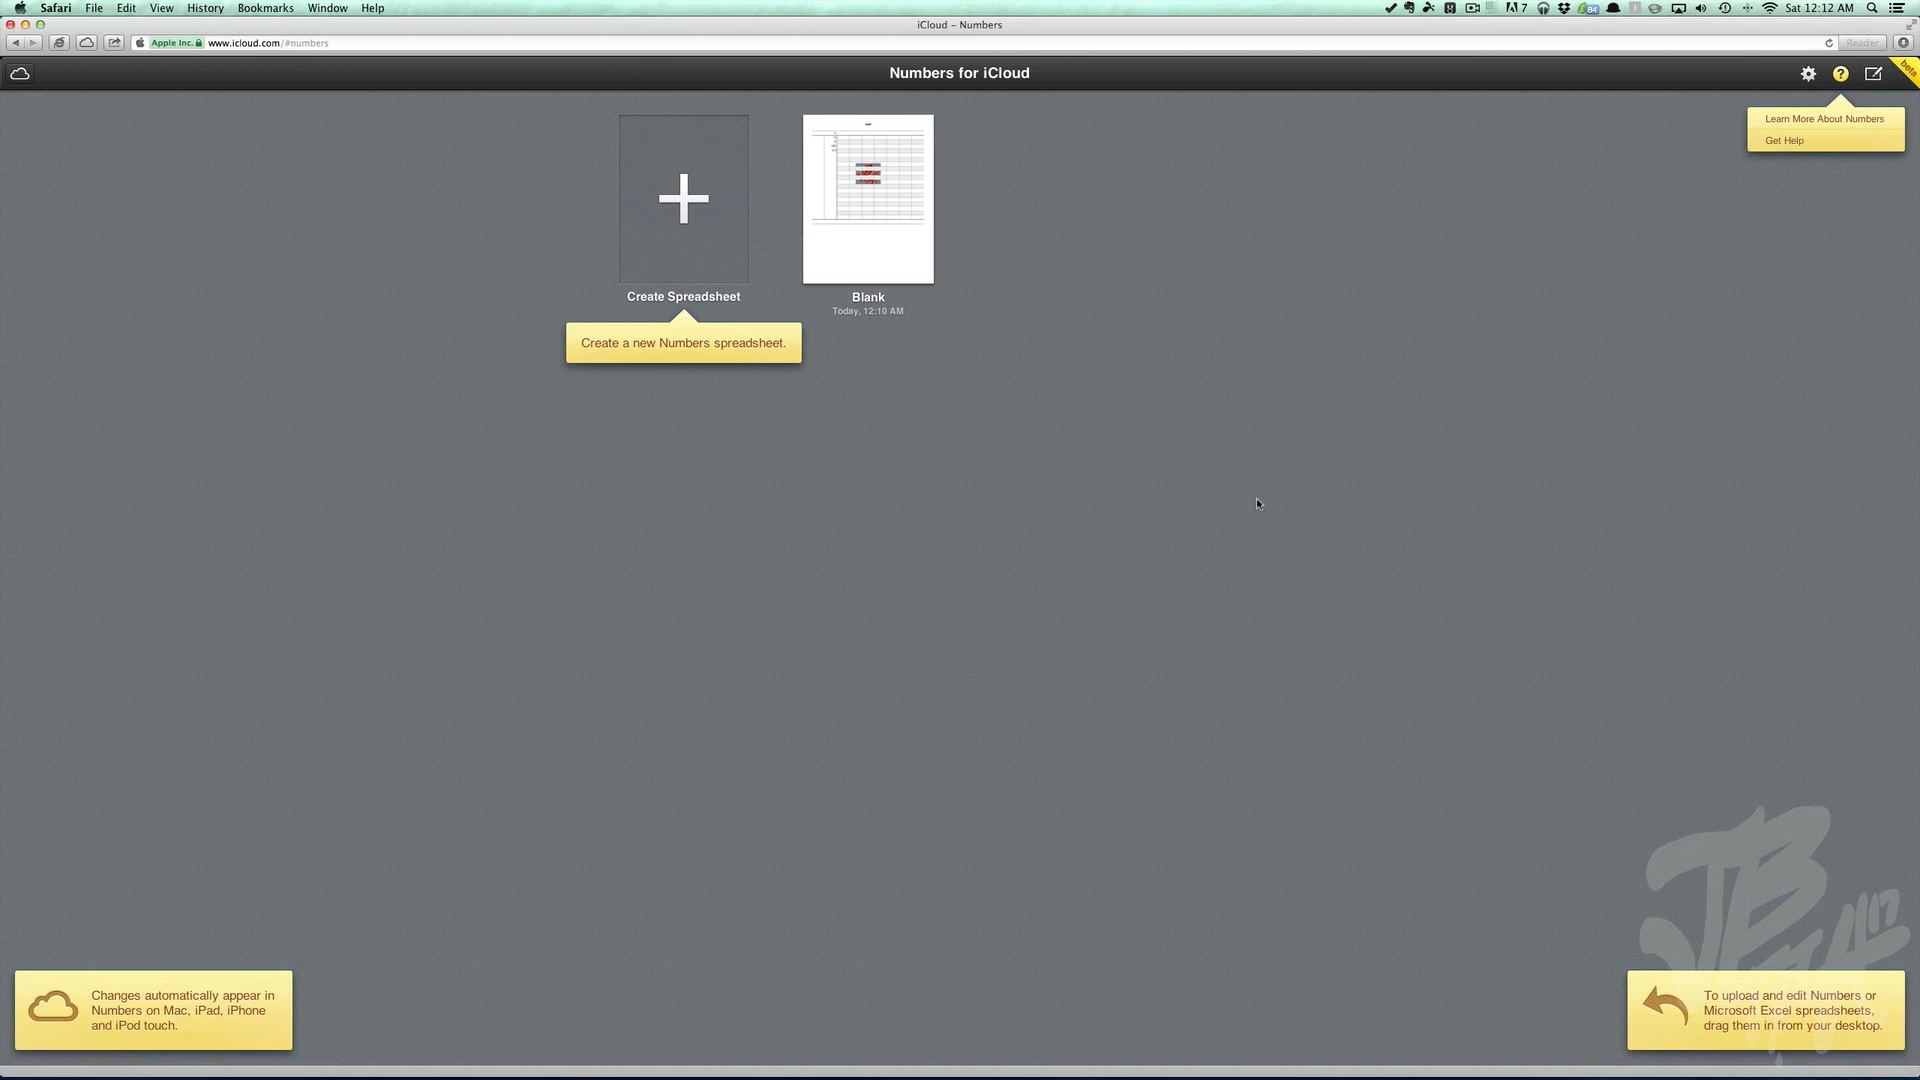 Safari File Edit View History Bookmarks Window Help
7
84
Sat 12:12 AM
iCloud – Numbers
Apple Inc. www.icloud.com/#numbers
Reader
Numbers for iCloud
beta
Learn More About Numbers
Get Help
Create Spreadsheet
Blank
Today, 12:10 AM
Create a new Numbers spreadsheet.
Changes automatically appear in
Numbers on Mac, iPad, iPhone
and iPod touch.
To upload and edit Numbers or
Microsoft Excel spreadsheets,
drag them in from your desktop.